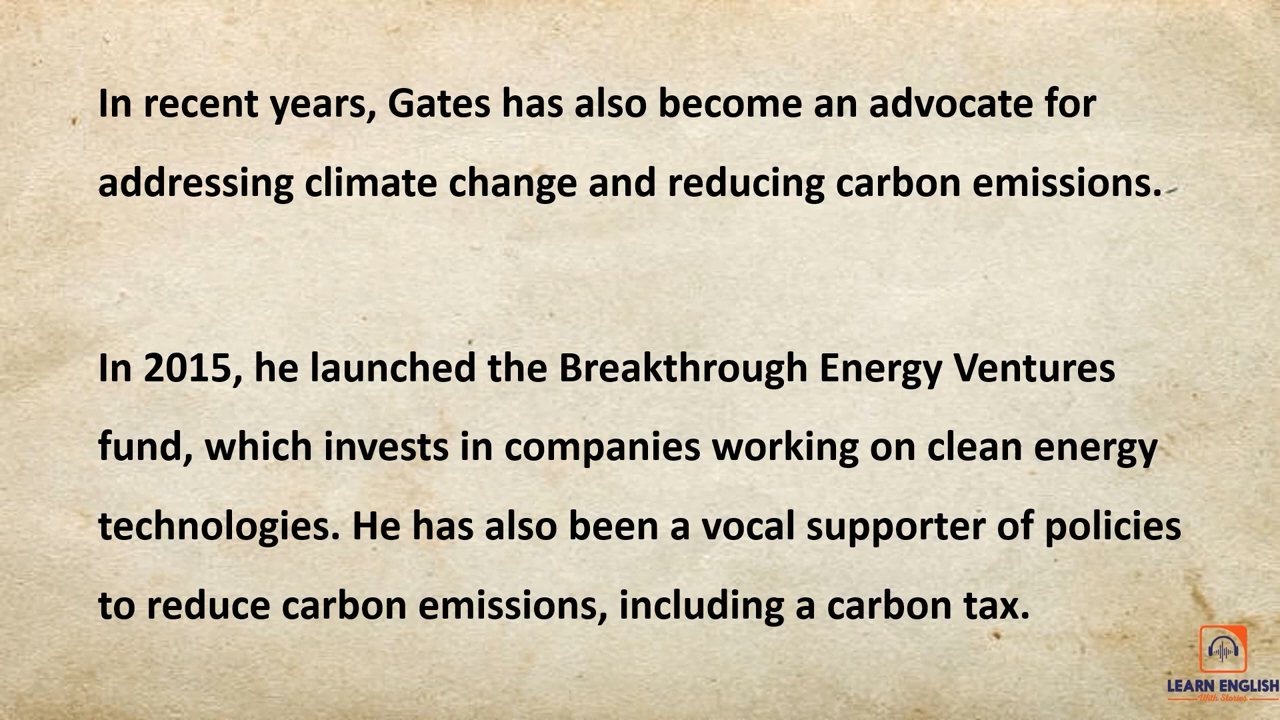 In recent years, Gates has also become an advocate for
addressing climate change and reducing carbon emissions.
In 2015, he launched the Breakthrough Energy Ventures
fund, which invests in companies working on clean energy
technologies. He has also been a vocal supporter of policies
to reduce carbon emissions, including a carbon tax.
LEARN ENGLISH
With Stories